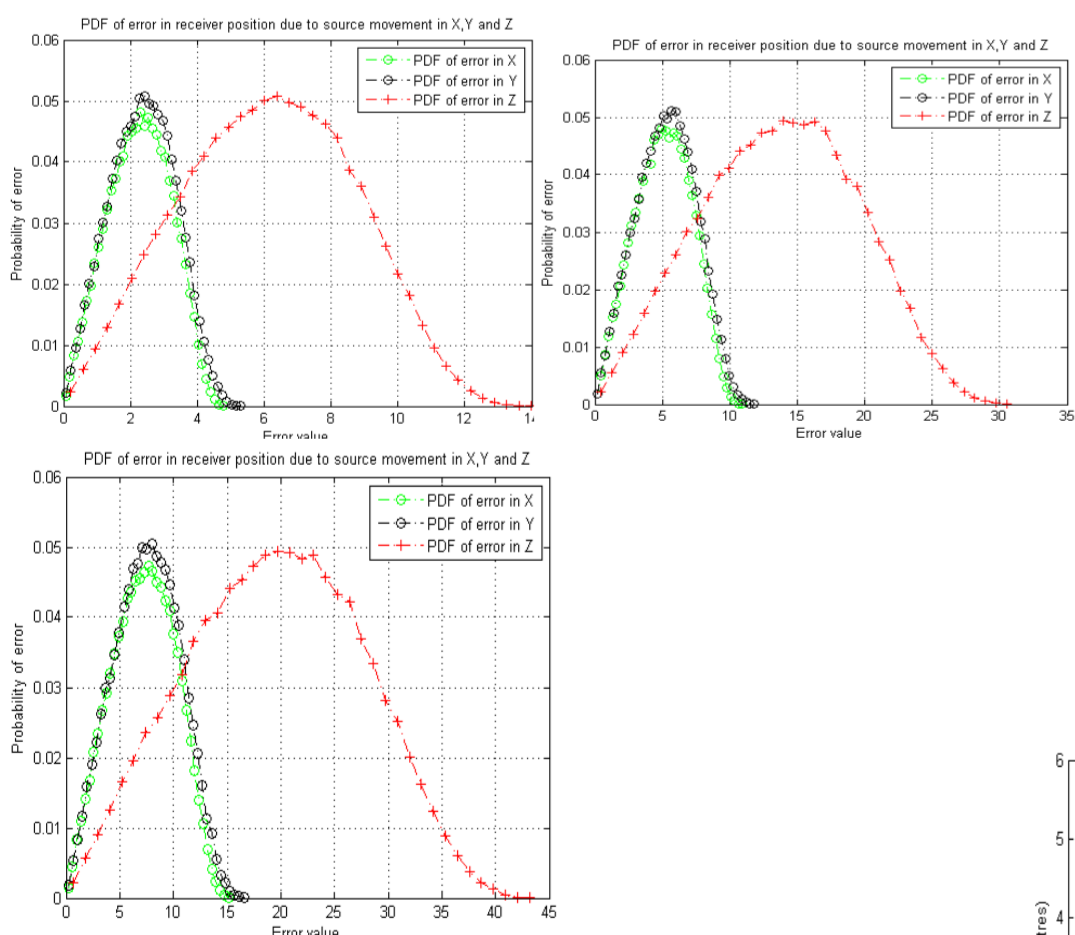 PDF of error in receiver position due to source movement in X,Y and Z
0.06
0.05
0.04
0.03
0.02
0.01
0
Probability of error
PDF of error in X
PDF of error in Y
PDF of error in Z
0 2 4 6 8 10 12
Error value
PDF of error in receiver position due to source movement in X,Y and Z
0.06
0.05
0.04
0.03
0.02
0.01
0
Probability of error
PDF of error in X
PDF of error in Y
PDF of error in Z
0 5 10 15 20 25 30 35
Error value
PDF of error in receiver position due to source movement in X,Y and Z
0.06
0.05
0.04
0.03
0.02
0.01
0
Probability of error
PDF of error in X
PDF of error in Y
PDF of error in Z
0 5 10 15 20 25 30 35 40 45
Error value
6
5
4
tres)